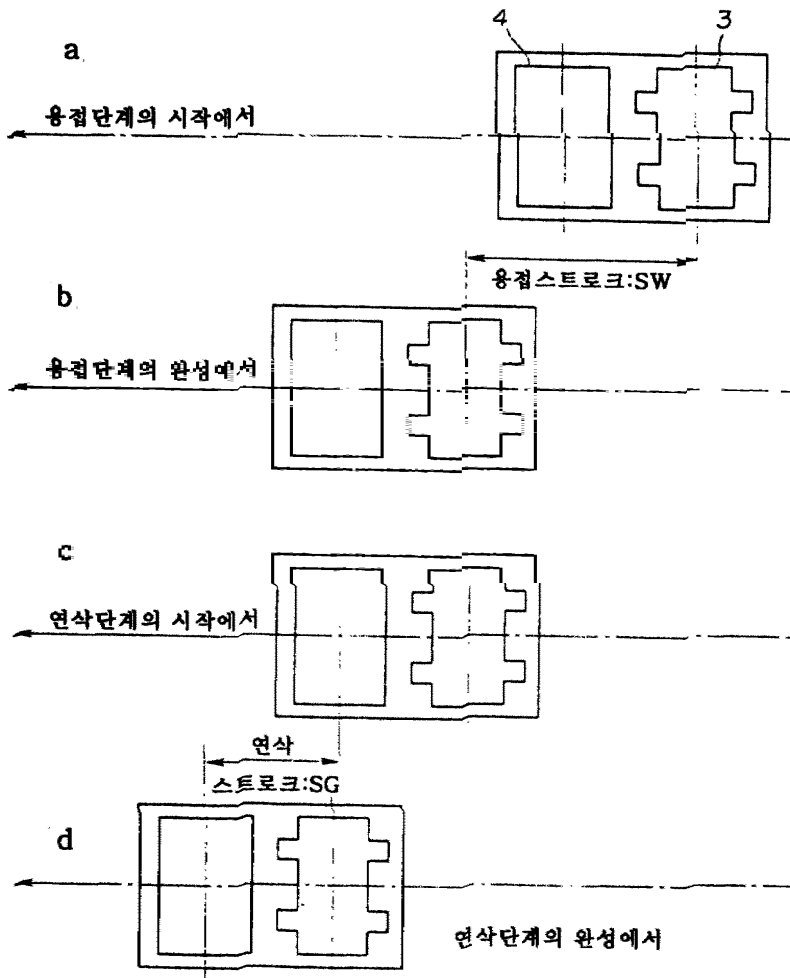 4 3
a
용접단계의 시작에서
용접스트로크:SW
b
용접단계의 완성에서
c
연삭단계의 시작에서
연삭
스트로크:SG
d
연삭단계의 완성에서